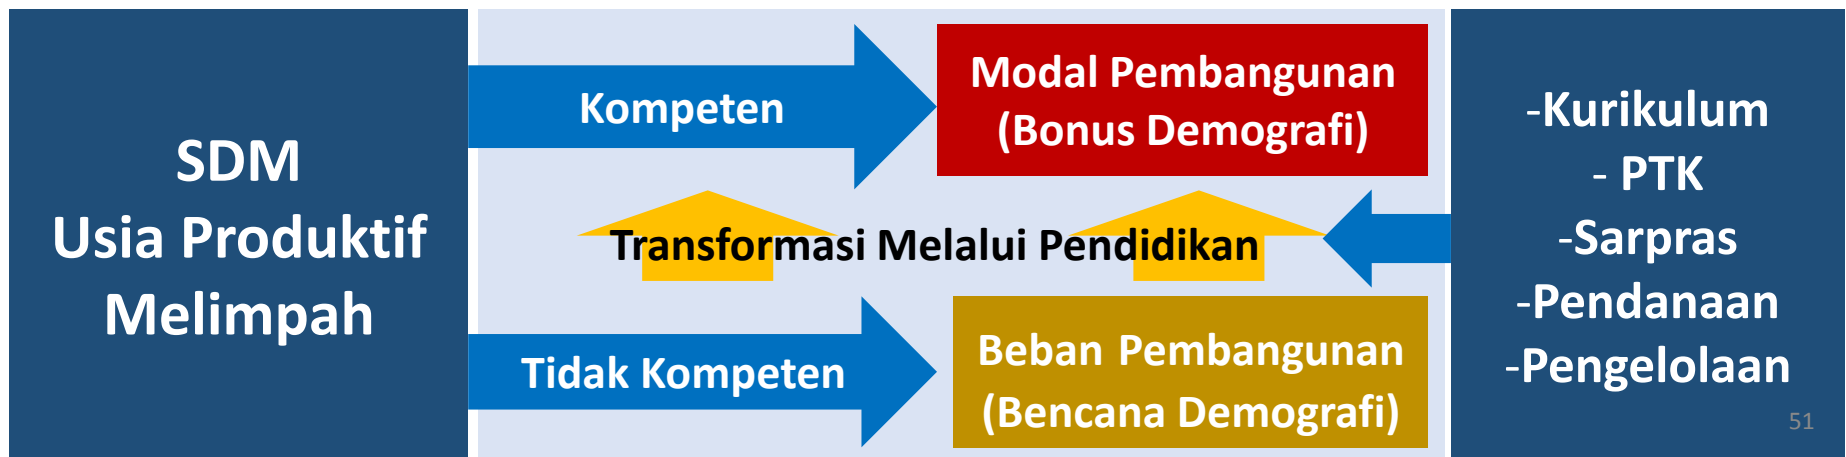 SDM
Usia Produktif
Melimpah
Kompeten
Modal Pembangunan
(Bonus Demografi)
Transformasi Melalui Pendidikan
Tidak Kompeten
Beban Pembangunan
(Bencana Demografi)
-Kurikulum
- PTK
-Sarpras
-Pendanaan
-Pengelolaan
51